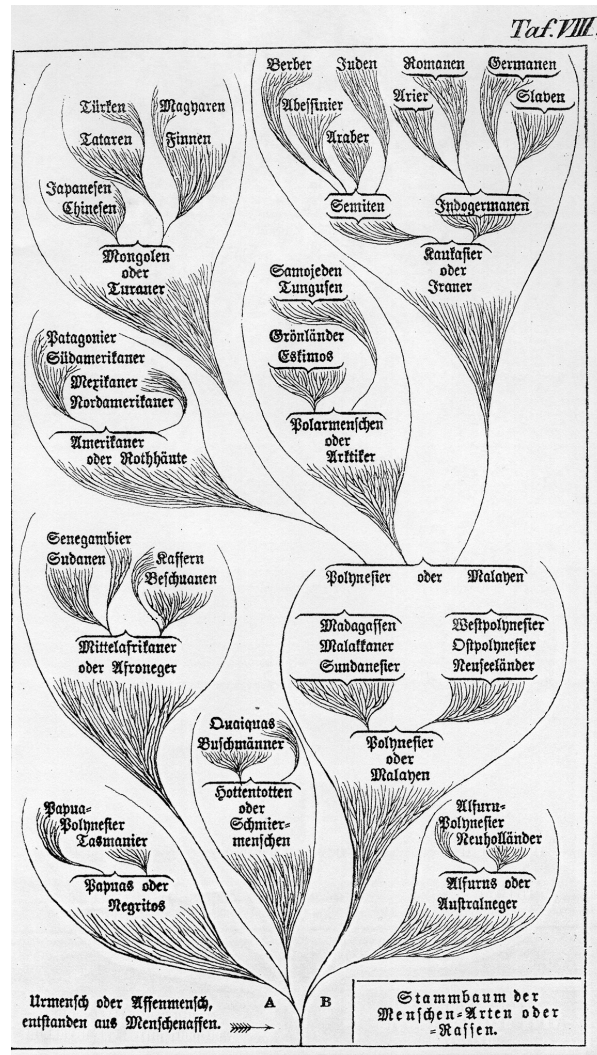 Taf. VIII.
Berber
Juden
Romanen
Germanen
Abessinier
Arier
Slaven
Araber
Semiten
Indogermanen
Kaukasier
oder
Iraner
Türken
Magyaren
Tataren
Finnen
Japanesen
Chinesen
Mongolen
oder
Turaner
Samojeden
Tungusen
Grönländer
Eskimos
Polarmenschen
oder
Arktiker
Patagonier
Südamerikaner
Mexikaner
Nordamerikaner
Amerikaner
oder Rothhäute
Senegambier
Sudanen
Kaffern
Beschuanen
Mittelafrikaner
oder Afroneger
Polynesier oder Malayen
Madagassen
Malakkaner
Sundanesier
Westpolynesier
Ostpolynesier
Neuseeländer
Polynesier
oder
Malayen
Quaiquas
Buschmänner
Hottentotten
oder
Schmier-
menschen
Papua-
Polynesier
Tasmanier
Papuas oder
Negritos
Alfuru-
Polynesier
Neuholländer
Alfurus oder
Australneger
A
B
Urmensch oder Affenmensch,
entstanden aus Menschenaffen.
Stammbaum der
Menschen-Arten oder
-Rassen.